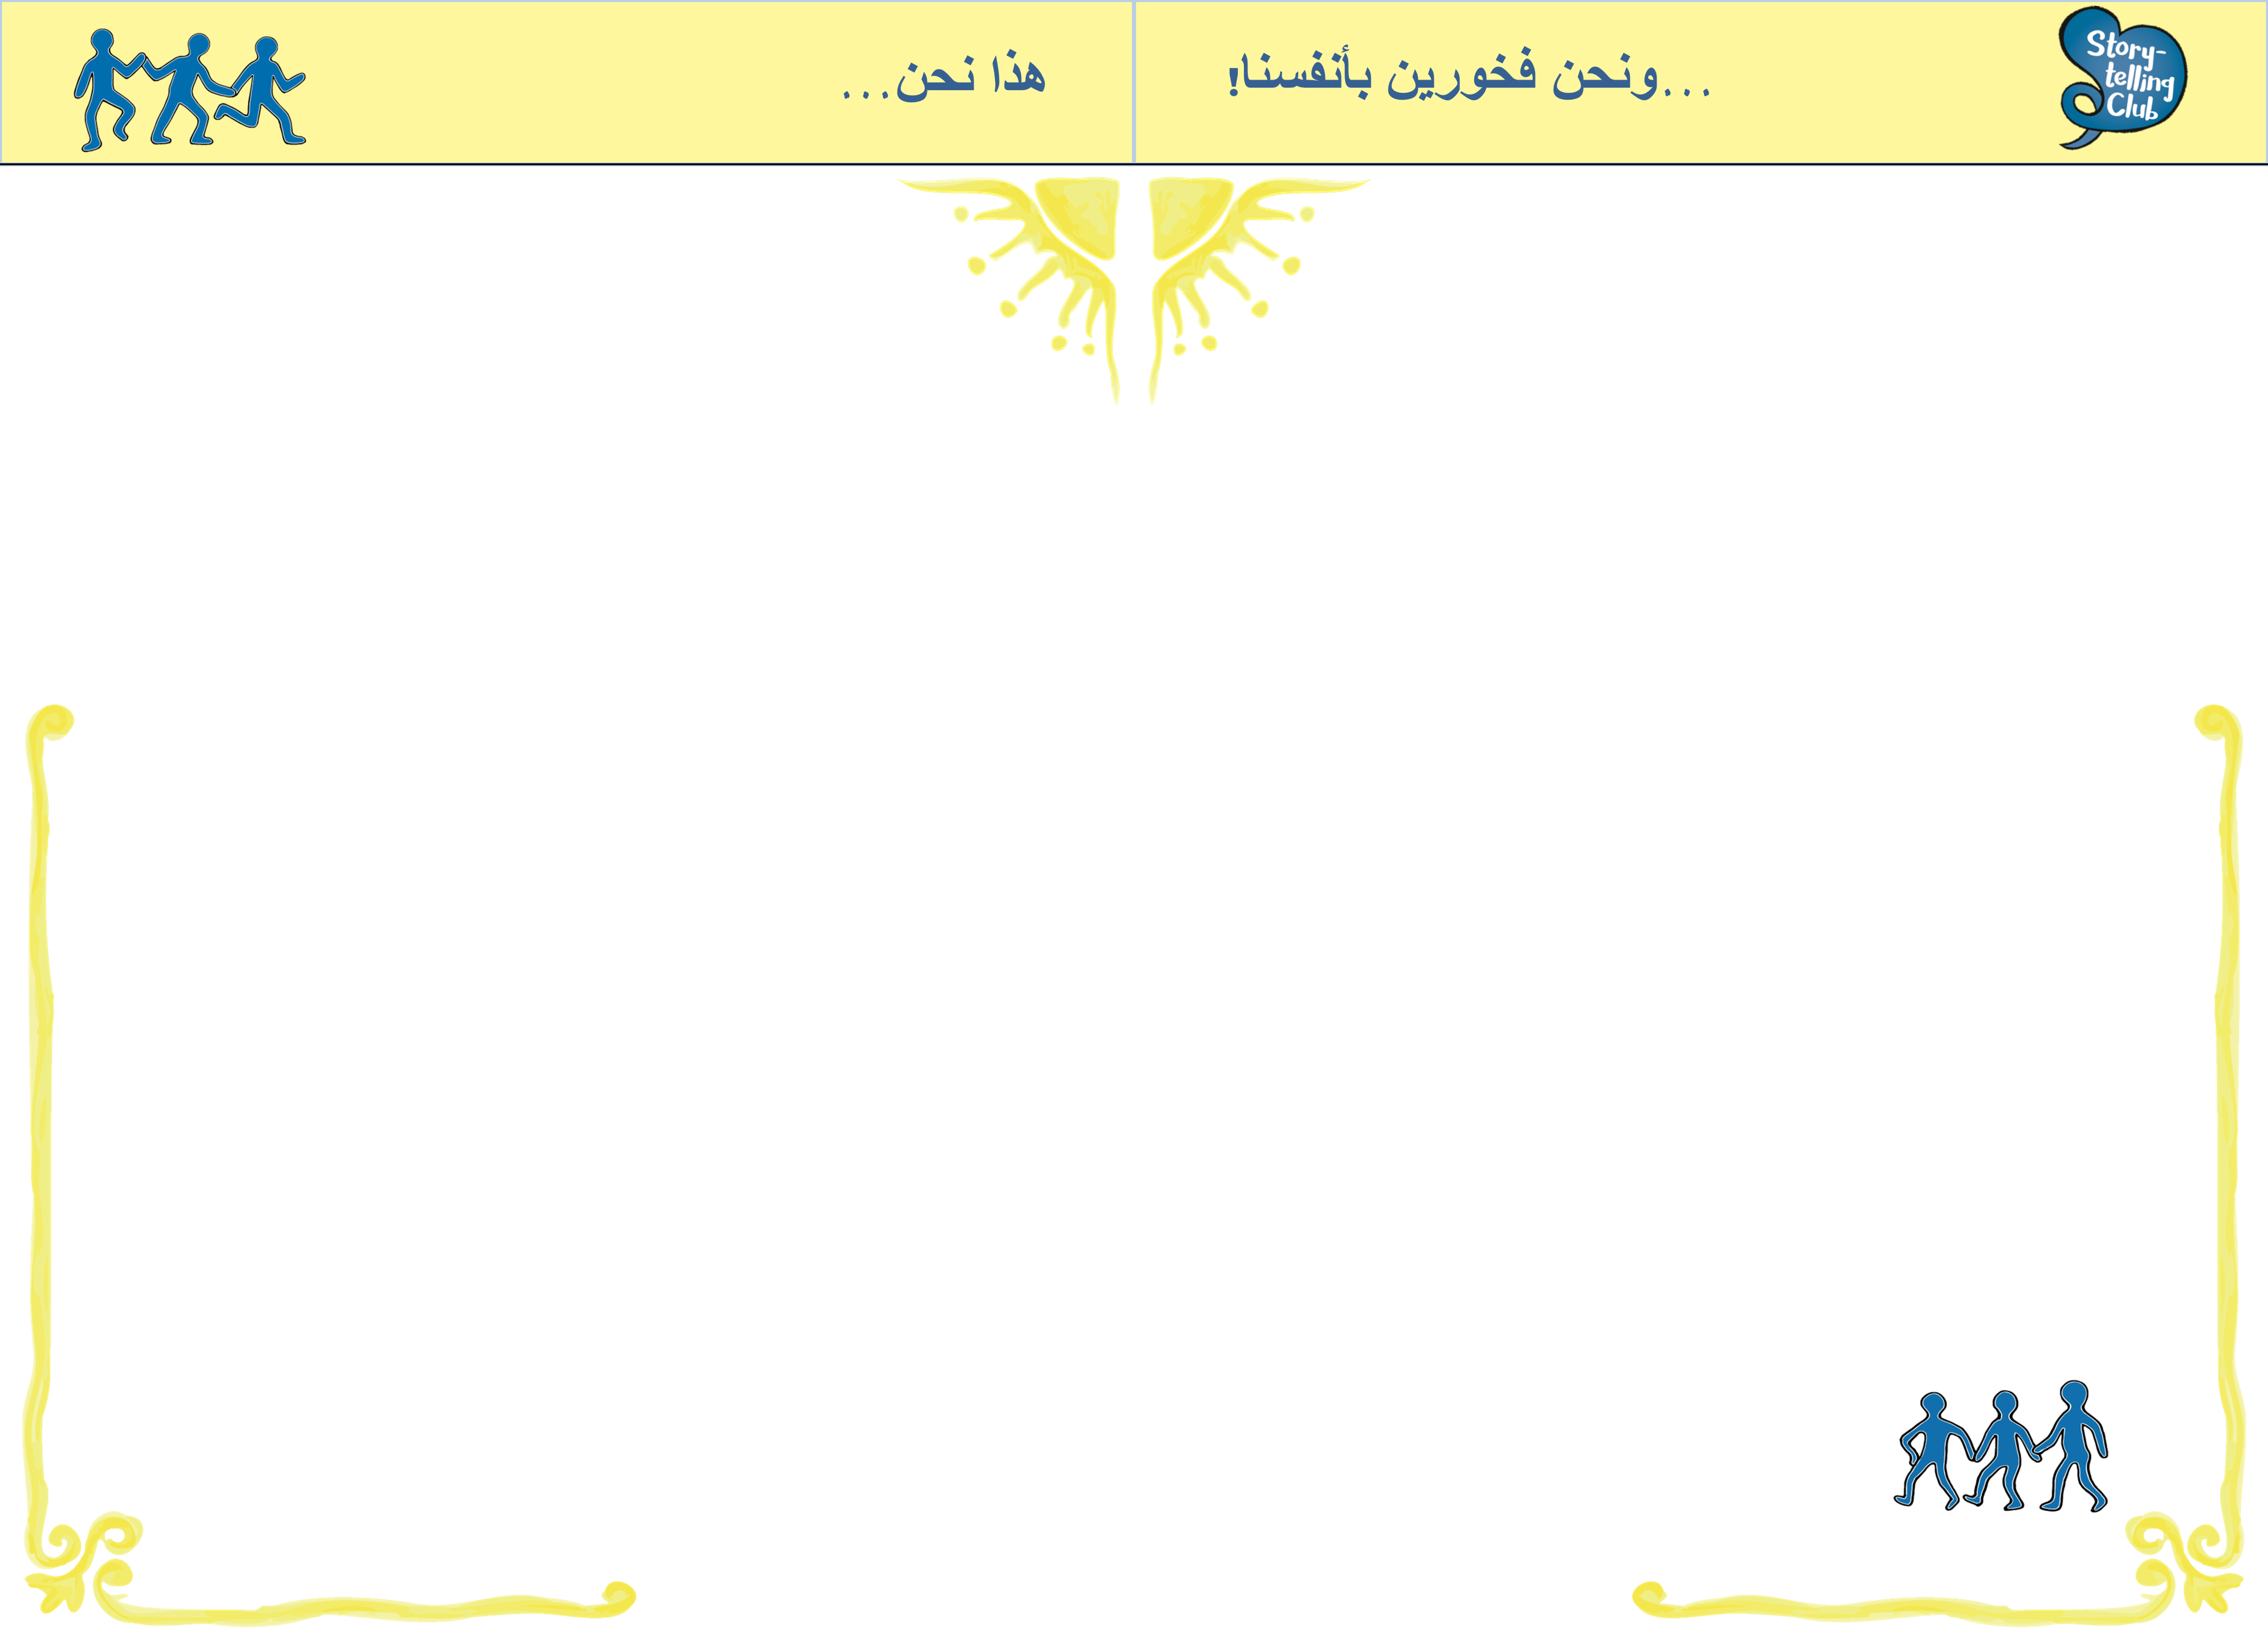 هذا نحن...
...ونحن فخورين بأنفسنا!
Story-
telling
Club